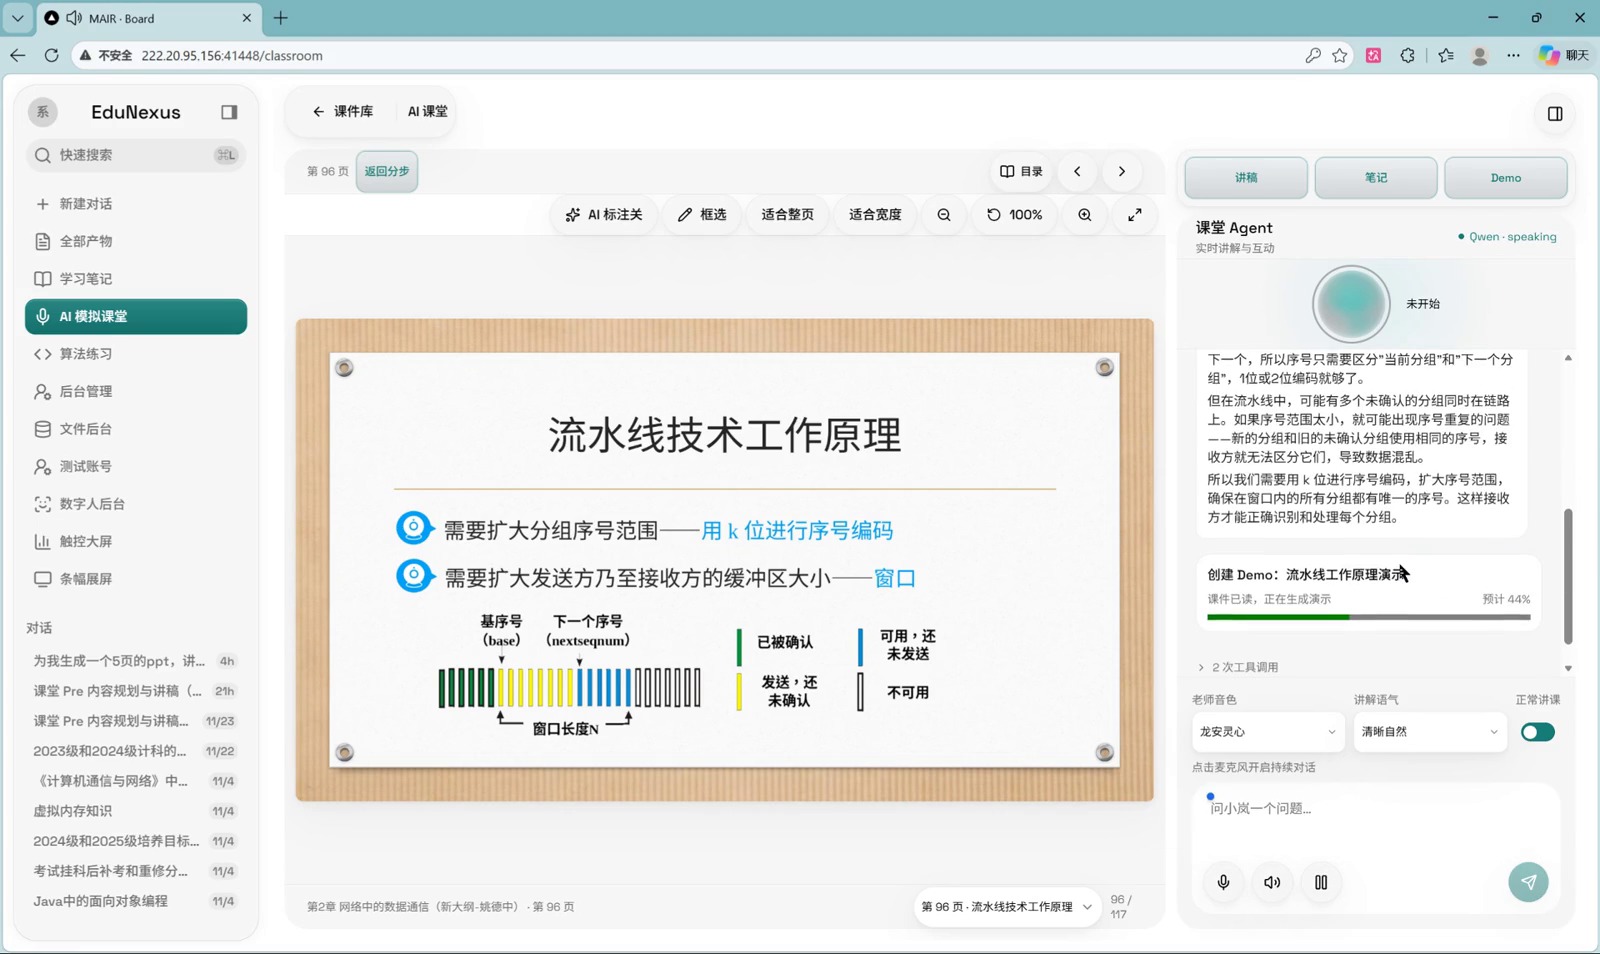 MAIR · Board
不安全 222.20.95.156:41448/classroom
聊天
系 EduNexus
快速搜索 ⌘L
新建对话
全部产物
学习笔记
AI 模拟课堂
算法练习
后台管理
文件后台
测试账号
数字人后台
触控大屏
条幅展屏
对话
为我生成一个5页的ppt，讲... 4h
课堂 Pre 内容规划与讲稿（... 21h
课堂 Pre 内容规划与讲稿... 11/23
2023级和2024级计科的... 11/22
《计算机通信与网络》中... 11/4
虚拟内存知识 11/4
2024级和2025级培养目标... 11/4
考试挂科后补考和重修分... 11/4
Java中的面向对象编程 11/4
课件库 AI 课堂
第 96 页 返回分步 目录
AI 标注关 框选 适合整页 适合宽度 100%
流水线技术工作原理
需要扩大分组序号范围——用 k 位进行序号编码
需要扩大发送方乃至接收方的缓冲区大小——窗口
基序号 下一个序号
（base） （nextseqnum）
窗口长度N
已被确认
可用，还
未发送
发送，还
未确认
不可用
第2章 网络中的数据通信（新大纲-姚德中） · 第 96 页
第 96 页 · 流水线技术工作原理
96 /
117
讲稿 笔记 Demo
课堂 Agent
实时讲解与互动
Qwen · speaking
未开始
下一个，所以序号只需要区分"当前分组"和"下一个分
组"，1位或2位编码就够了。
但在流水线中，可能有多个未确认的分组同时在链路
上。如果序号范围太小，就可能出现序号重复的问题
——新的分组和旧的未确认分组使用相同的序号，接
收方就无法区分它们，导致数据混乱。
所以我们需要用 k 位进行序号编码，扩大序号范围，
确保在窗口内的所有分组都有唯一的序号。这样接收
方才能正确识别和处理每个分组。
创建 Demo：流水线工作原理演示
课件已读，正在生成演示 预计 44%
2 次工具调用
老师音色 讲解语气 正常讲课
龙安灵心 清晰自然
点击麦克风开启持续对话
问小岚一个问题...